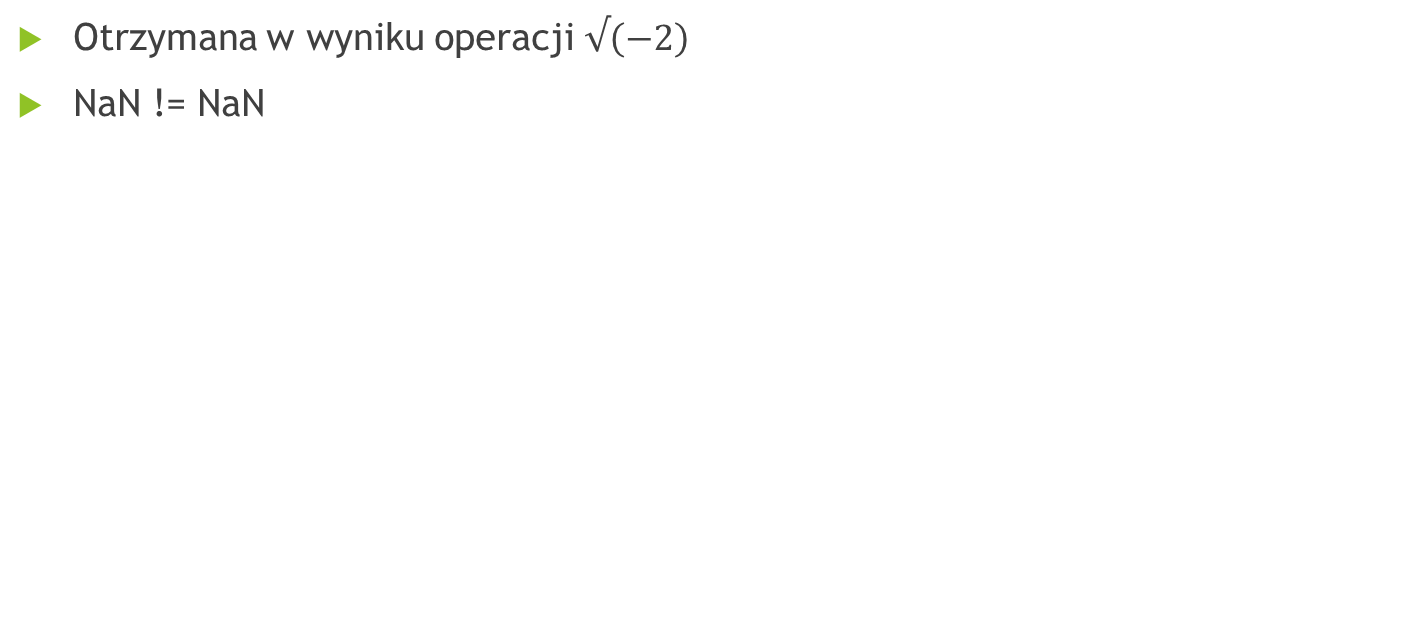 Otrzymana w wyniku operacji √(−2)
NaN != NaN